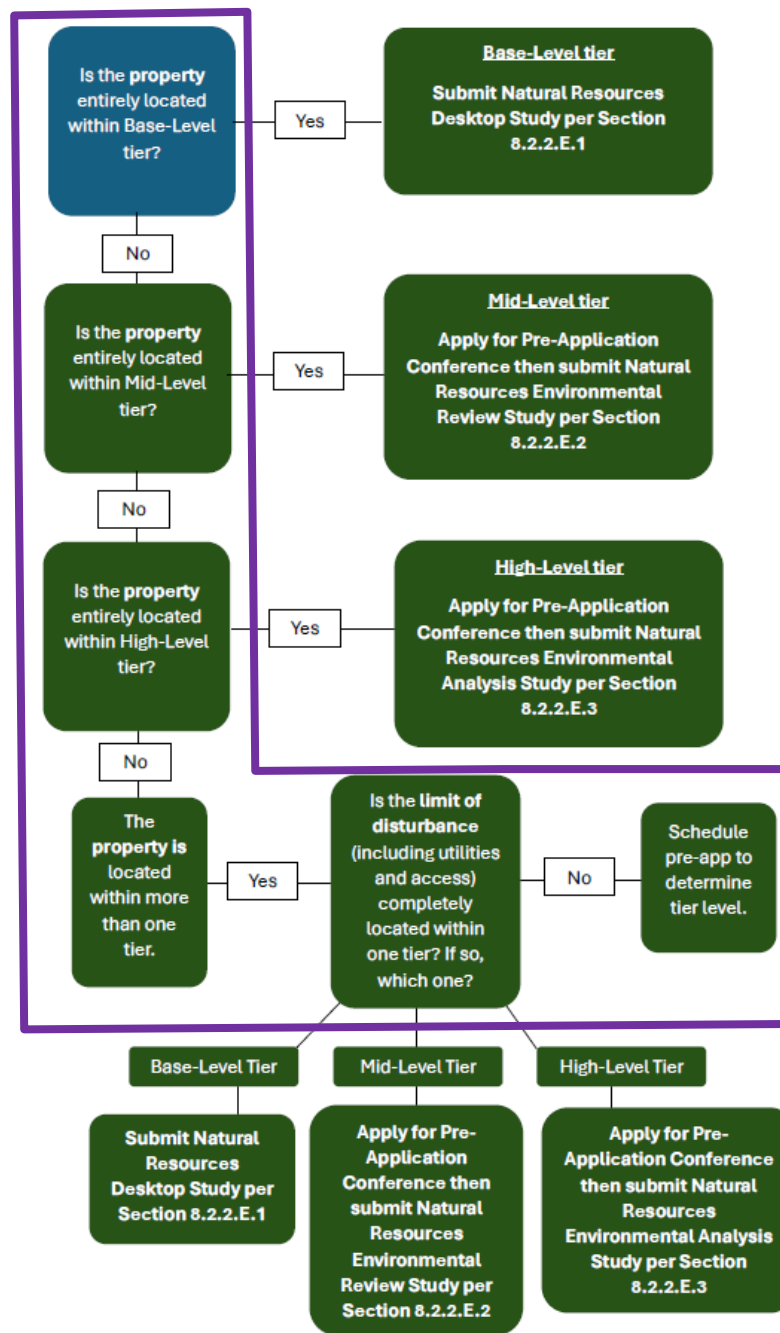 Is the property
entirely located
within Base-Level
tier?
Yes
Base-Level tier
Submit Natural Resources
Desktop Study per Section
8.2.2.E.1
No
Is the property
entirely located
within Mid-Level
tier?
Yes
Mid-Level tier
Apply for Pre-Application
Conference then submit Natural
Resources Environmental
Review Study per Section
8.2.2.E.2
No
Is the property
entirely located
within High-Level
tier?
Yes
High-Level tier
Apply for Pre-Application
Conference then submit Natural
Resources Environmental
Analysis Study per Section
8.2.2.E.3
No
The
property is
located
within more
than one
tier.
Yes
Is the limit of
disturbance
(including utilities
and access)
completely
located within
one tier? If so,
which one?
No
Schedule
pre-app to
determine
tier level.
Base-Level Tier
Mid-Level Tier
High-Level Tier
Submit Natural
Resources
Desktop Study per
Section 8.2.2.E.1
Apply for Pre-
Application
Conference then
submit Natural
Resources
Environmental
Review Study per
Section 8.2.2.E.2
Apply for Pre-
Application Conference
then submit Natural
Resources
Environmental Analysis
Study per Section
8.2.2.E.3